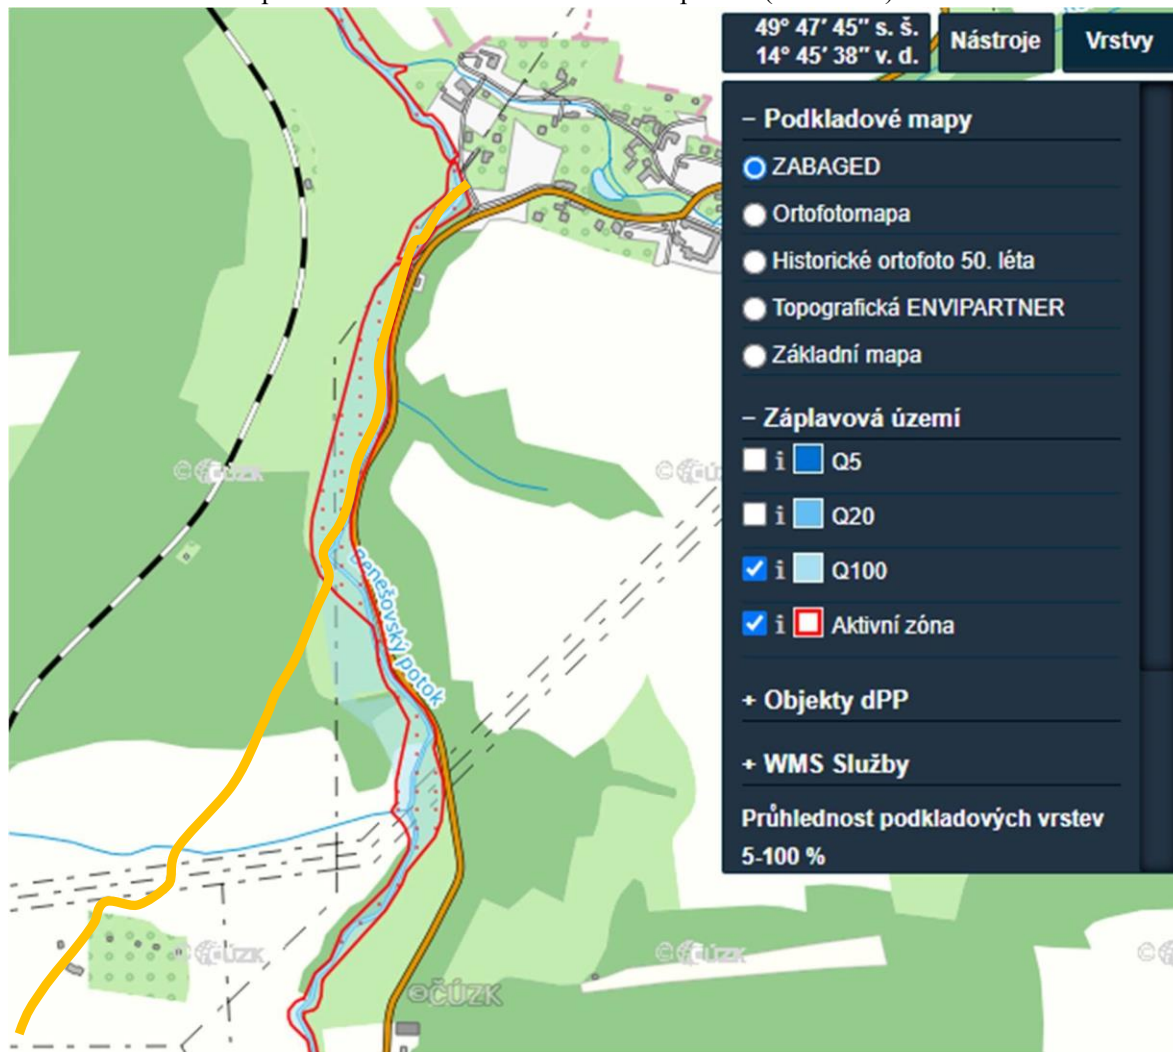 49° 47′ 45″ s. š.
14° 45′ 38″ v. d.
Nástroje
Vrstvy
− Podkladové mapy
ZABAGED
Ortofotomapa
Historické ortofoto 50. léta
Topografická ENVIPARTNER
Základní mapa
− Záplavová území
i Q5
i Q20
i Q100
i Aktivní zóna
+ Objekty dPP
+ WMS Služby
Průhlednost podkladových vrstev
5-100 %
Benešovský potok
© ČÚZK
© ČÚZK
© ČÚZK
©ČÚZK